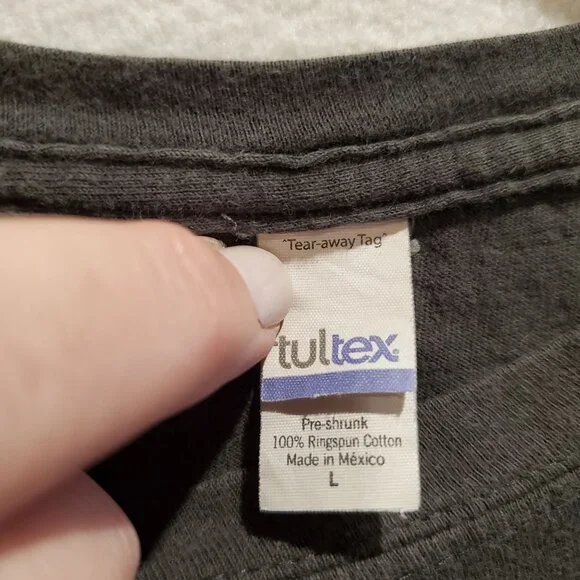 "Tear-away Tag"
tultex
Pre-shrunk
100% Ringspun Cotton
Made in México
L